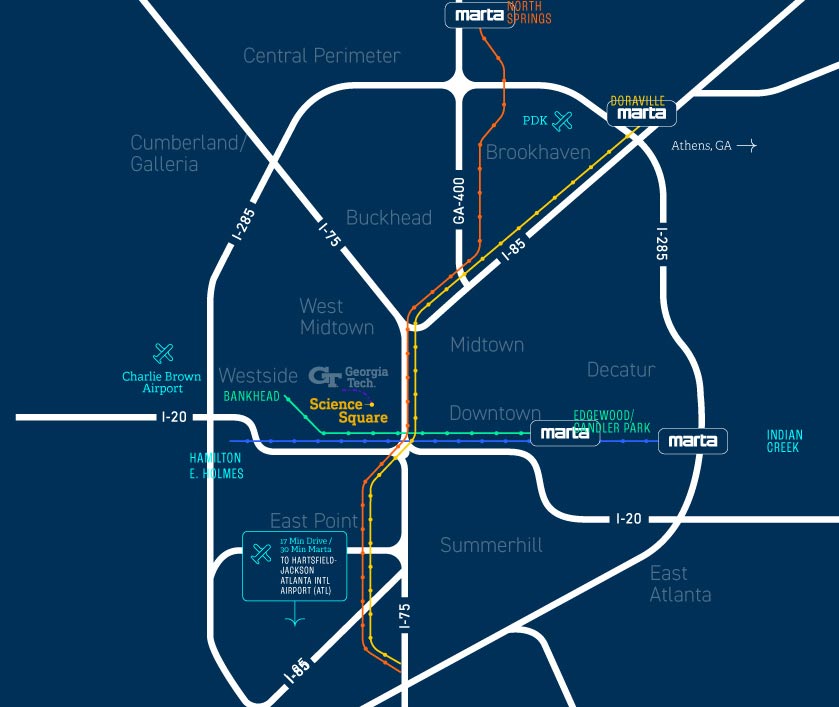 NORTH
SPRINGS
marta
Central Perimeter
DORAVILLE
marta
PDK
Cumberland/
Galleria
Brookhaven
Athens, GA
GA-400
Buckhead
I-285
I-75
I-85
I-285
West
Midtown
Midtown
Charlie Brown
Airport
Westside
GT Georgia
Tech.
Decatur
BANKHEAD
Science
Square
Downtown
I-20
EDGEWOOD/
CANDLER PARK
marta
marta
INDIAN
CREEK
HAMILTON
E. HOLMES
East Point
I-20
Summerhill
17 Min Drive /
30 Min Marta
TO HARTSFIELD-
JACKSON
ATLANTA INTL
AIRPORT (ATL)
East
Atlanta
I-75
I-85